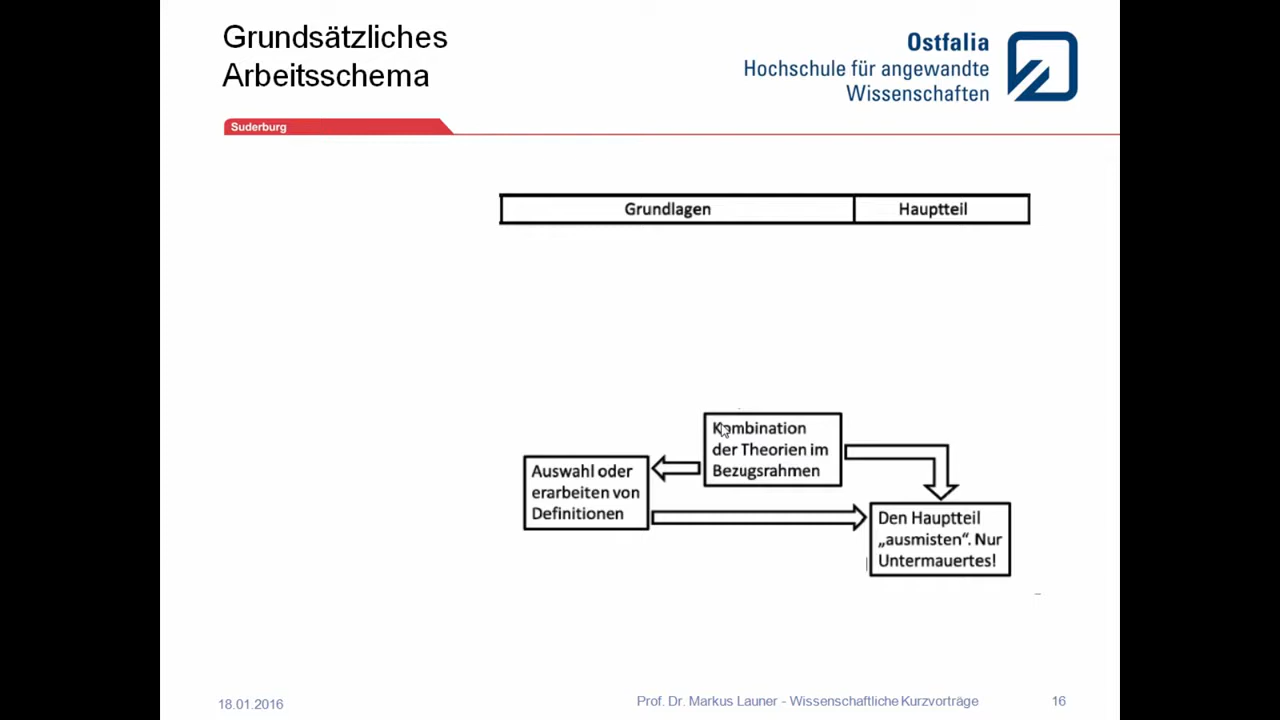 Grundsätzliches
Arbeitsschema
Ostfalia
Hochschule für angewandte
Wissenschaften
Suderburg
Grundlagen
Hauptteil
Kombination
der Theorien im
Bezugsrahmen
Auswahl oder
erarbeiten von
Definitionen
Den Hauptteil
„ausmisten“. Nur
Untermauertes!
18.01.2016
Prof. Dr. Markus Launer - Wissenschaftliche Kurzvorträge
16